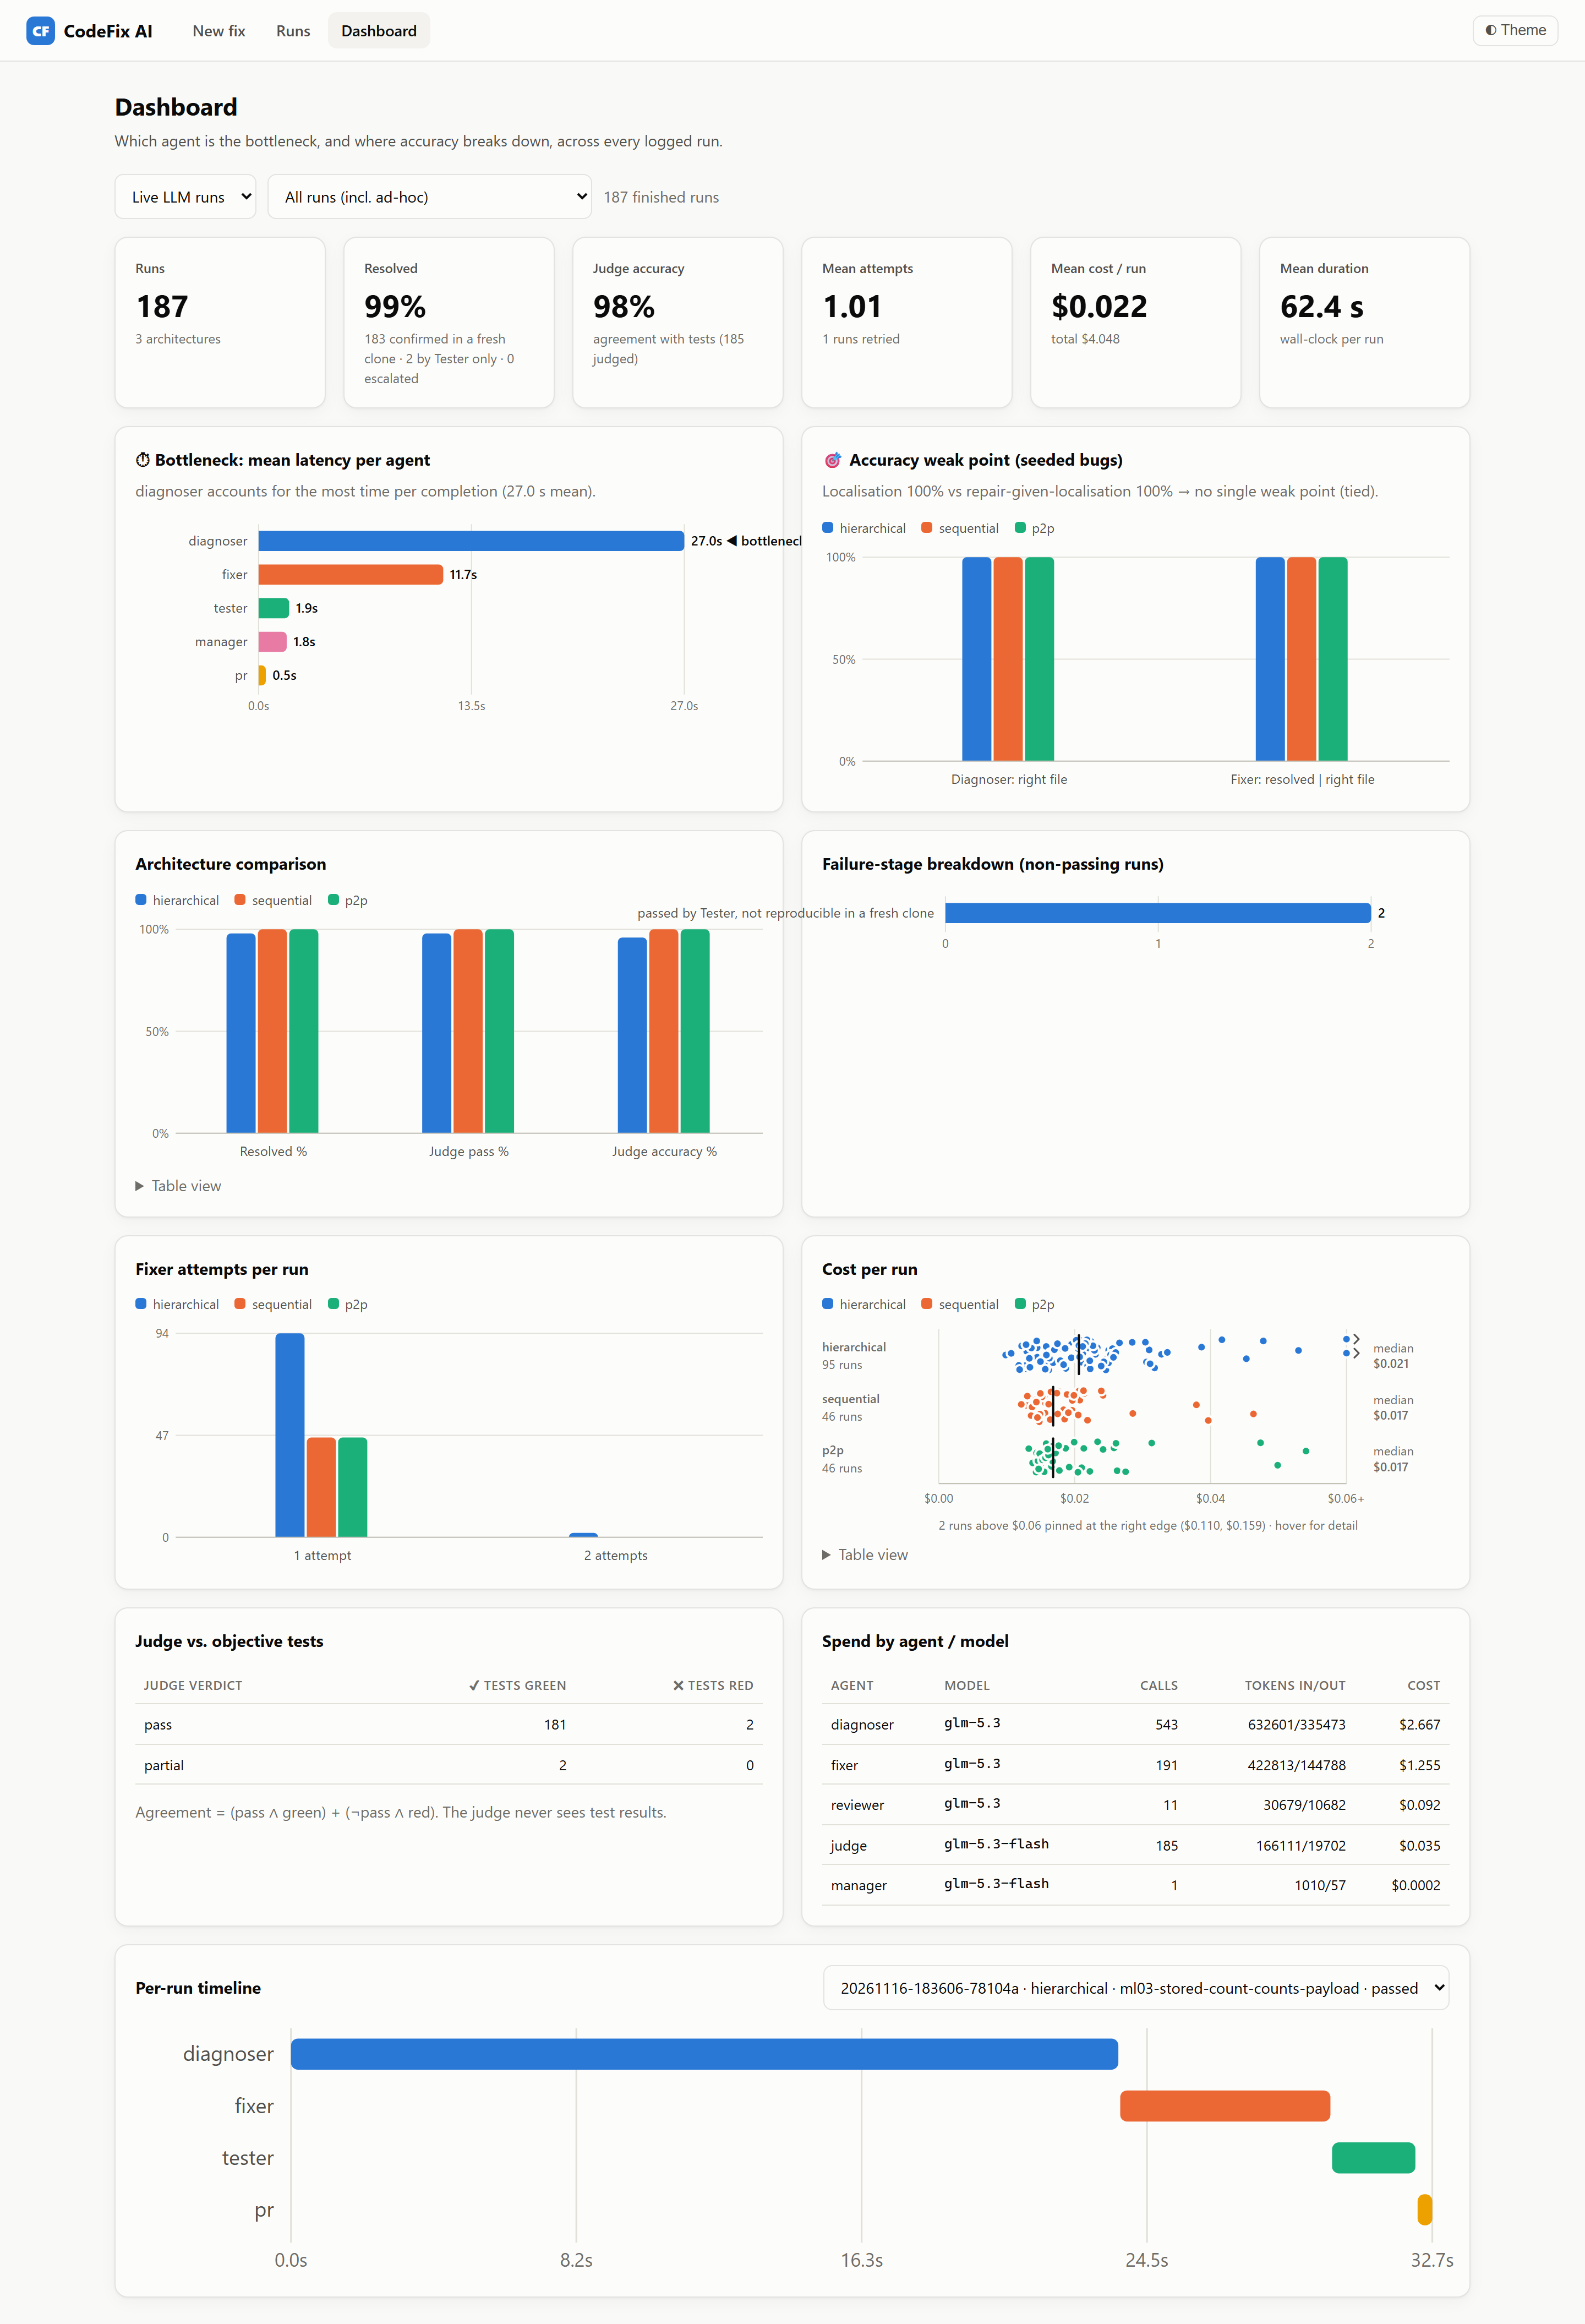 CF CodeFix AI New fix Runs Dashboard ◐ Theme
Dashboard
Which agent is the bottleneck, and where accuracy breaks down, across every logged run.
Live LLM runs All runs (incl. ad-hoc) 187 finished runs
Runs
187
3 architectures
Resolved
99%
183 confirmed in a fresh
clone · 2 by Tester only · 0
escalated
Judge accuracy
98%
agreement with tests (185
judged)
Mean attempts
1.01
1 runs retried
Mean cost / run
$0.022
total $4.048
Mean duration
62.4 s
wall-clock per run
⏱ Bottleneck: mean latency per agent
diagnoser accounts for the most time per completion (27.0 s mean).
diagnoser 27.0s ◀ bottleneck
fixer 11.7s
tester 1.9s
manager 1.8s
pr 0.5s
0.0s 13.5s 27.0s
🎯 Accuracy weak point (seeded bugs)
Localisation 100% vs repair-given-localisation 100% → no single weak point (tied).
hierarchical sequential p2p
100%
50%
0%
Diagnoser: right file Fixer: resolved | right file
Architecture comparison
hierarchical sequential p2p
100%
50%
0%
Resolved % Judge pass % Judge accuracy %
▶ Table view
Failure-stage breakdown (non-passing runs)
passed by Tester, not reproducible in a fresh clone 2
0 1 2
Fixer attempts per run
hierarchical sequential p2p
94
47
0
1 attempt 2 attempts
Cost per run
hierarchical sequential p2p
hierarchical
95 runs
median
$0.021
sequential
46 runs
median
$0.017
p2p
46 runs
median
$0.017
$0.00 $0.02 $0.04 $0.06+
2 runs above $0.06 pinned at the right edge ($0.110, $0.159) · hover for detail
▶ Table view
Judge vs. objective tests
JUDGE VERDICT ✓ TESTS GREEN ✕ TESTS RED
pass 181 2
partial 2 0
Agreement = (pass ∧ green) + (¬pass ∧ red). The judge never sees test results.
Spend by agent / model
AGENT MODEL CALLS TOKENS IN/OUT COST
diagnoser glm-5.3 543 632601/335473 $2.667
fixer glm-5.3 191 422813/144788 $1.255
reviewer glm-5.3 11 30679/10682 $0.092
judge glm-5.3-flash 185 166111/19702 $0.035
manager glm-5.3-flash 1 1010/57 $0.0002
Per-run timeline 20261116-183606-78104a · hierarchical · ml03-stored-count-counts-payload · passed
diagnoser
fixer
tester
pr
0.0s 8.2s 16.3s 24.5s 32.7s